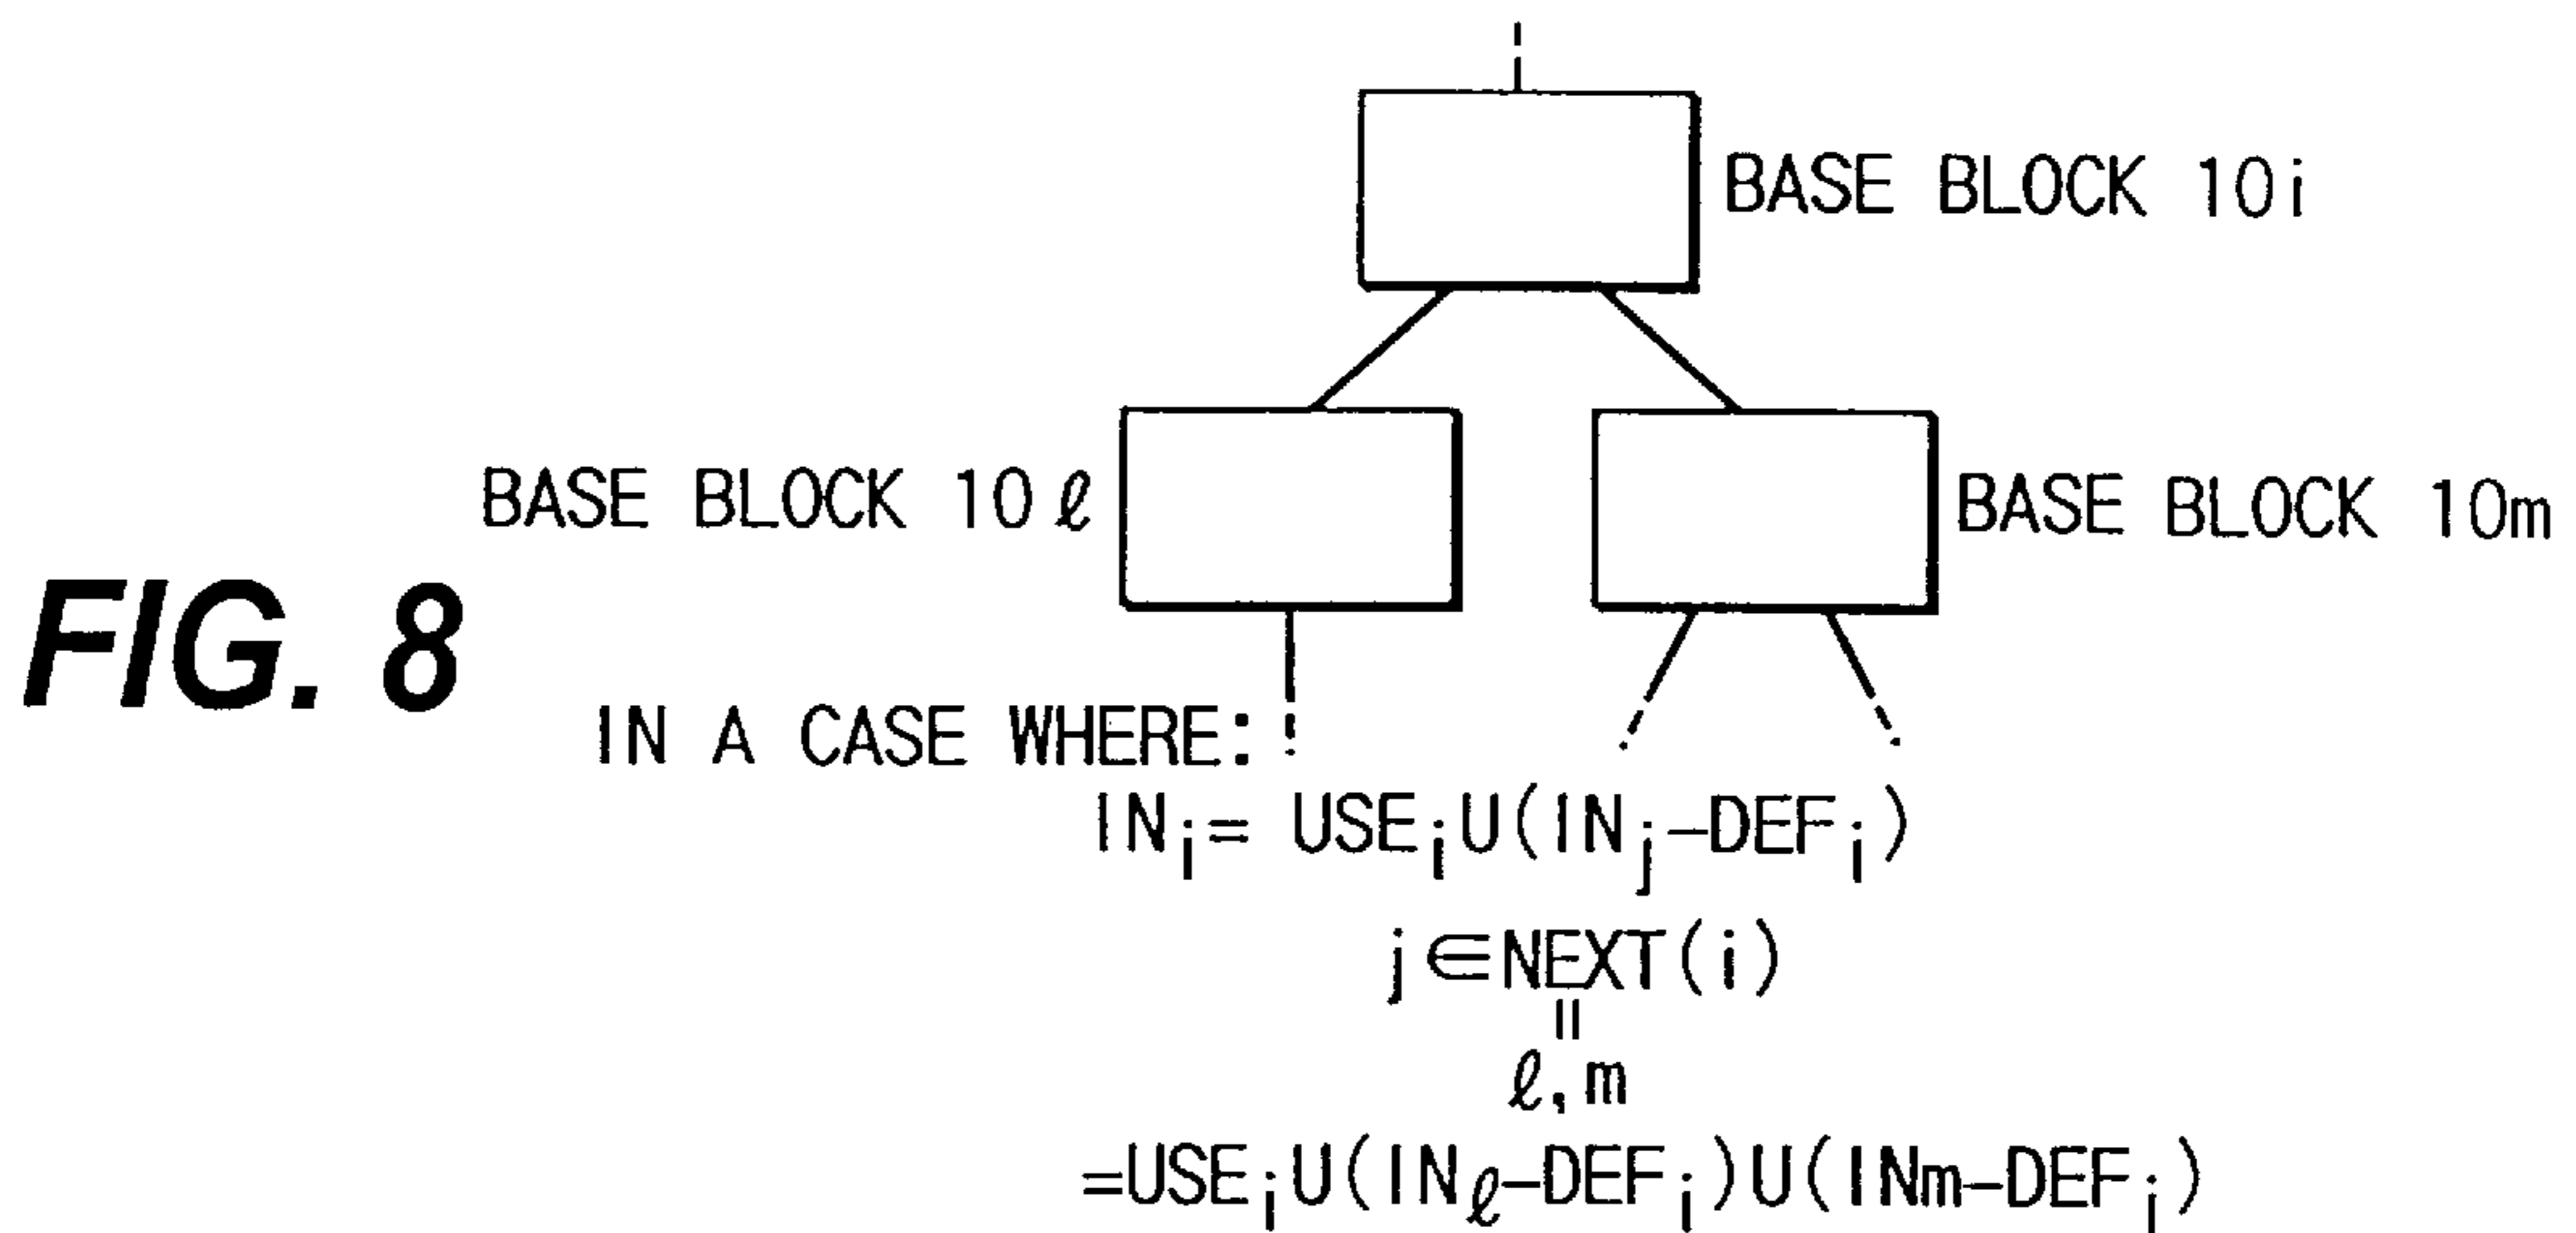 BASE BLOCK 10i
BASE BLOCK 10ℓ
BASE BLOCK 10m
FIG. 8
IN A CASE WHERE:
INi= USEiU(INj-DEFi)
j∈NEXT(i)
=
ℓ,m
=USEiU(INℓ-DEFi)U(INm-DEFi)